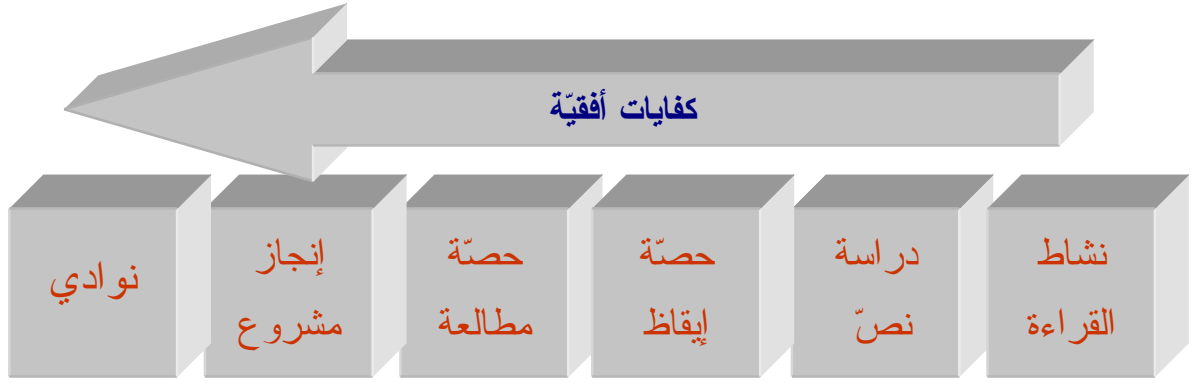 كفايات أفقيّة
نشاط
القراءة
دراسة
نصّ
حصّة
إيقاظ
حصّة
مطالعة
إنجاز
مشروع
نوادي